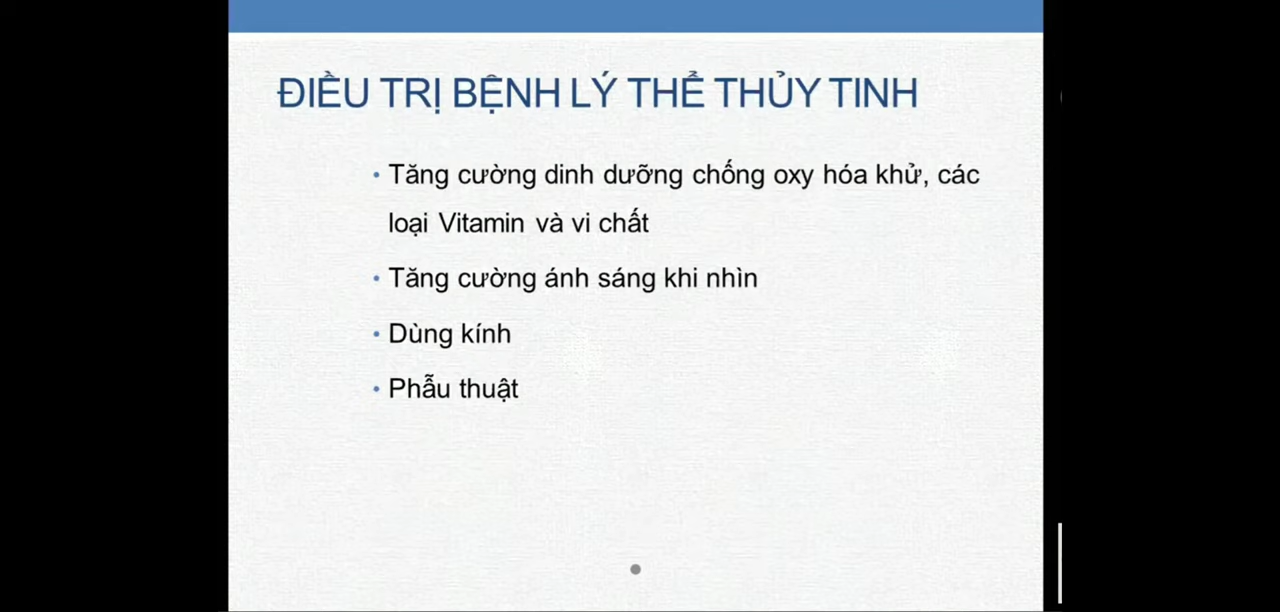 ĐIỀU TRỊ BỆNH LÝ THỂ THỦY TINH
• Tăng cường dinh dưỡng chống oxy hóa khử, các
loại Vitamin và vi chất
• Tăng cường ánh sáng khi nhìn
• Dùng kính
• Phẫu thuật